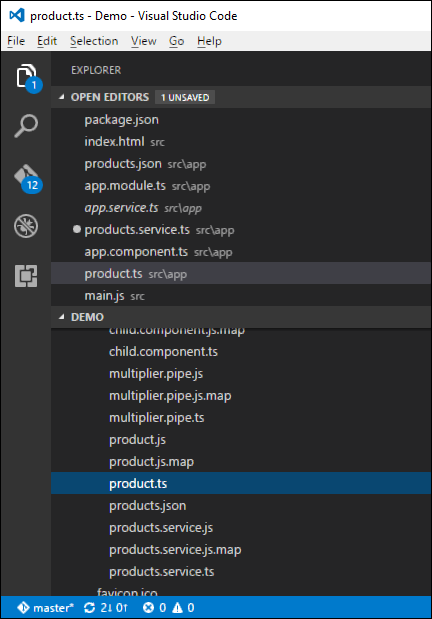 product.ts - Demo - Visual Studio Code
File Edit Selection View Go Help
EXPLORER
1
OPEN EDITORS 1 UNSAVED
package.json
index.html src
products.json src\app
app.module.ts src\app
12
app.service.ts src\app
products.service.ts src\app
app.component.ts src\app
product.ts src\app
main.js src
DEMO
child.component.js.map
child.component.ts
multiplier.pipe.js
multiplier.pipe.js.map
multiplier.pipe.ts
product.js
product.js.map
product.ts
products.json
products.service.js
products.service.js.map
products.service.ts
favicon.ico
master* 2↓ 0↑ 0 0